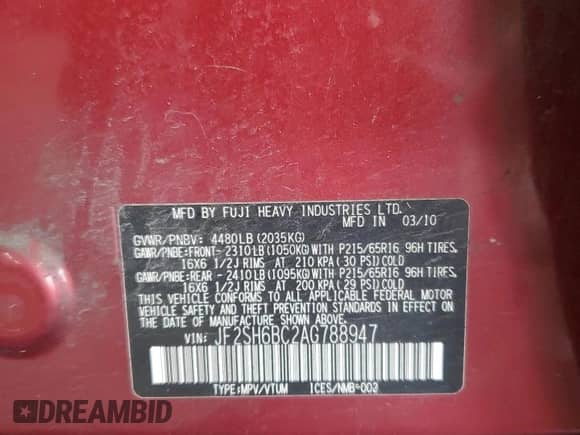 MFD BY FUJI HEAVY INDUSTRIES LTD.
MFD IN 03/10
GVWR/PNBV: 4480LB(2035KG)
GAWR/PNBE:FRONT-2310LB(1050KG)WITH P215/65R16 96H TIRES,
16X6 1/2J RIMS AT 210KPA(30 PSI)COLD
GAWR/PNBE:REAR -2410LB(1095KG)WITH P215/65R16 96H TIRES,
16X6 1/2J RIMS AT 200KPA(29 PSI)COLD
THIS VEHICLE CONFORMS TO ALL APPLICABLE FEDERAL MOTOR
VEHICLE SAFETY AND THEFT PREVENTION STANDARDS IN EFFECT
ON THE DATE OF MANUFACTURE SHOWN ABOVE.
VIN: JF2SH6BC2AG788947
TYPE:MPV/VTUM ICES/NMB-002
DREAMBID